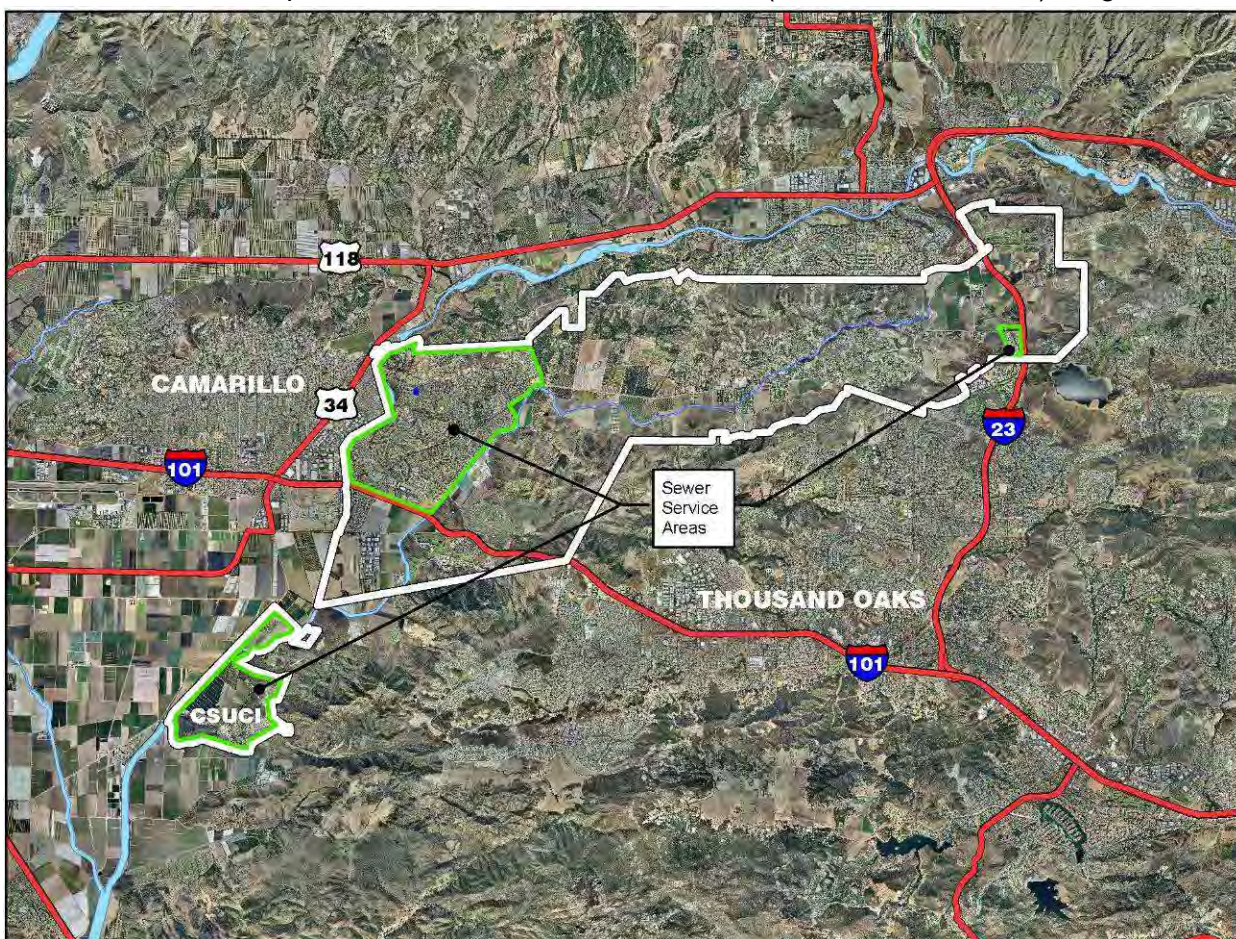 118
CAMARILLO
34
101
23
Sewer
Service
Areas
THOUSAND OAKS
101
CSUCI